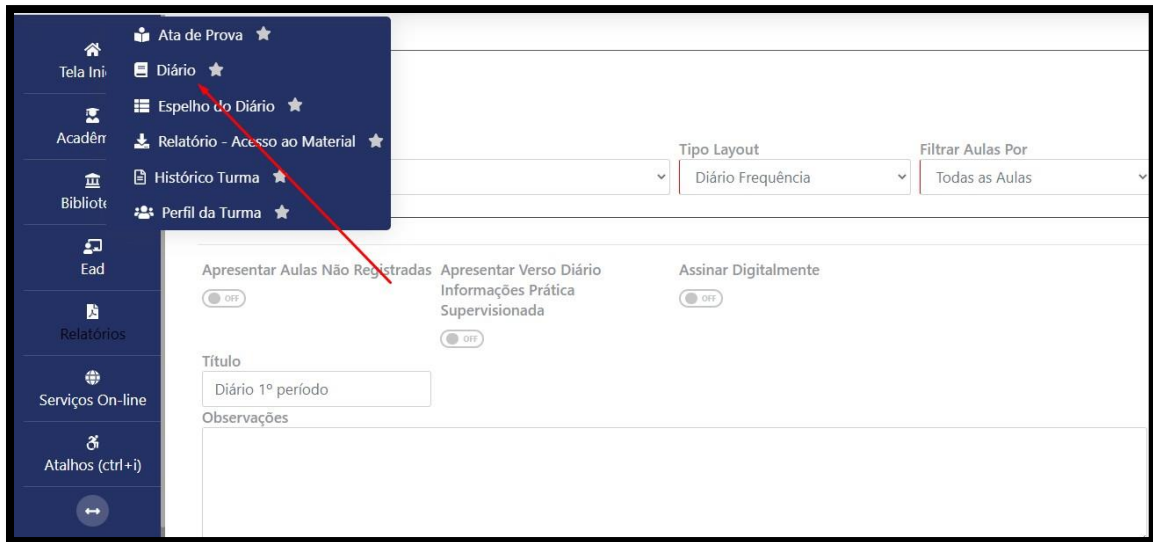 Ata de Prova
Diário
Espelho do Diário
Relatório - Acesso ao Material
Histórico Turma
Perfil da Turma
Tela Ini
Acadêm
Bibliote
Ead
Relatórios
Serviços On-line
Atalhos (ctrl+i)
Tipo Layout
Diário Frequência
Filtrar Aulas Por
Todas as Aulas
Apresentar Aulas Não Registradas
OFF
Apresentar Verso Diário
Informações Prática
Supervisionada
OFF
Assinar Digitalmente
OFF
Título
Diário 1º período
Observações